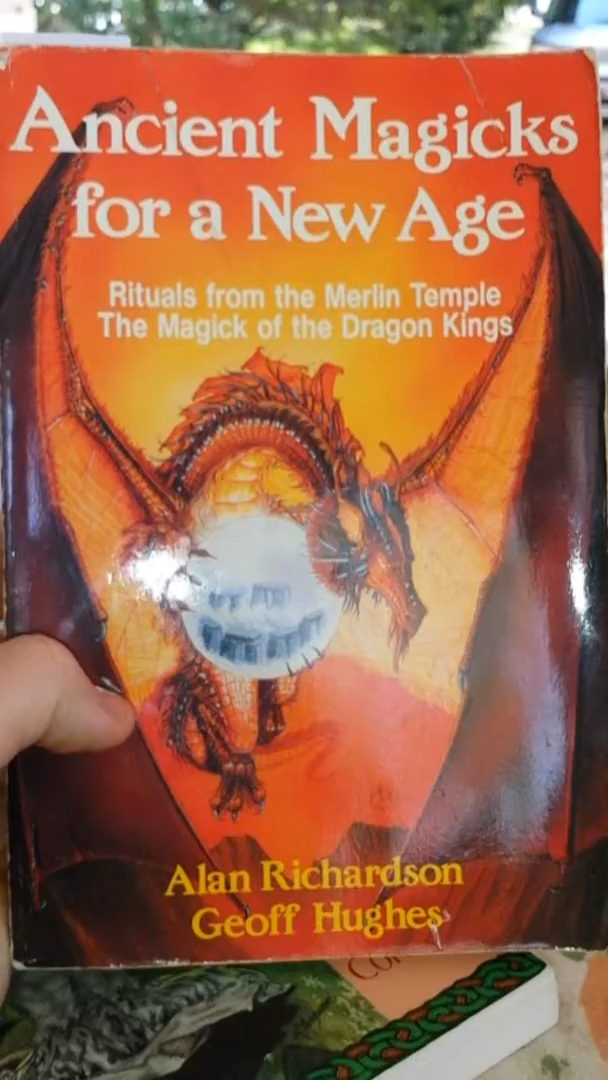 Ancient Magicks
for a New Age
Rituals from the Merlin Temple
The Magick of the Dragon Kings
Alan Richardson
Geoff Hughes